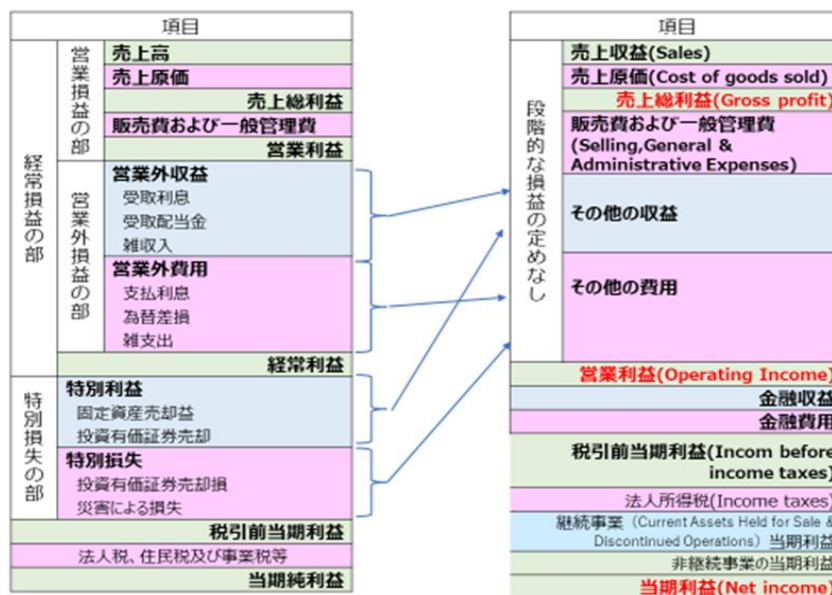 項目
経常損益の部
営業損益の部
売上高
売上原価
売上総利益
販売費および一般管理費
営業利益
営業外損益の部
営業外収益
受取利息
受取配当金
雑収入
営業外費用
支払利息
為替差損
雑支出
経常利益
特別損失の部
特別利益
固定資産売却益
投資有価証券売却
特別損失
投資有価証券売却損
災害による損失
税引前当期利益
法人税、住民税及び事業税等
当期純利益
項目
段階的な損益の定めなし
売上収益(Sales)
売上原価(Cost of goods sold)
売上総利益(Gross profit)
販売費および一般管理費
(Selling,General &
Administrative Expenses)
その他の収益
その他の費用
営業利益(Operating Income)
金融収益
金融費用
税引前当期利益(Incom before
income taxes)
法人所得税(Income taxes)
継続事業（Current Assets Held for Sale &
Discontinued Operations）当期利益
非継続事業の当期利益
当期利益(Net income)